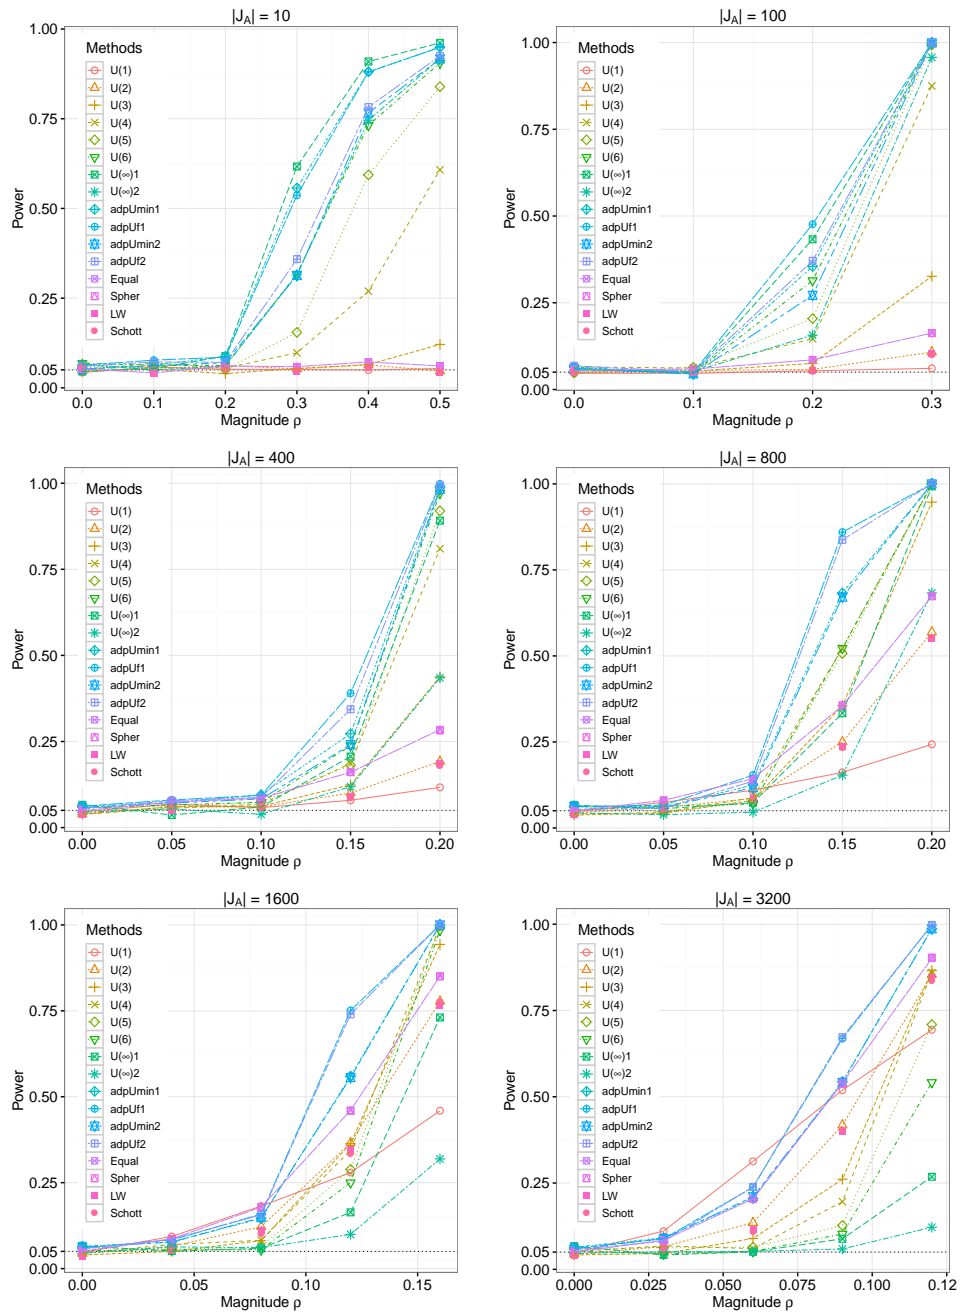 |J_A| = 10
Power
1.00
0.75
0.50
0.25
0.05
0.00
Methods
U(1)
U(2)
U(3)
U(4)
U(5)
U(6)
U(∞)1
U(∞)2
adpUmin1
adpUf1
adpUmin2
adpUf2
Equal
Spher
LW
Schott
0.0 0.1 0.2 0.3 0.4 0.5
Magnitude ρ
|J_A| = 100
Power
1.00
0.75
0.50
0.25
0.05
0.00
Methods
U(1)
U(2)
U(3)
U(4)
U(5)
U(6)
U(∞)1
U(∞)2
adpUmin1
adpUf1
adpUmin2
adpUf2
Equal
Spher
LW
Schott
0.0 0.1 0.2 0.3
Magnitude ρ
|J_A| = 400
Power
1.00
0.75
0.50
0.25
0.05
0.00
Methods
U(1)
U(2)
U(3)
U(4)
U(5)
U(6)
U(∞)1
U(∞)2
adpUmin1
adpUf1
adpUmin2
adpUf2
Equal
Spher
LW
Schott
0.00 0.05 0.10 0.15 0.20
Magnitude ρ
|J_A| = 800
Power
1.00
0.75
0.50
0.25
0.05
0.00
Methods
U(1)
U(2)
U(3)
U(4)
U(5)
U(6)
U(∞)1
U(∞)2
adpUmin1
adpUf1
adpUmin2
adpUf2
Equal
Spher
LW
Schott
0.00 0.05 0.10 0.15 0.20
Magnitude ρ
|J_A| = 1600
Power
1.00
0.75
0.50
0.25
0.05
0.00
Methods
U(1)
U(2)
U(3)
U(4)
U(5)
U(6)
U(∞)1
U(∞)2
adpUmin1
adpUf1
adpUmin2
adpUf2
Equal
Spher
LW
Schott
0.00 0.05 0.10 0.15
Magnitude ρ
|J_A| = 3200
Power
1.00
0.75
0.50
0.25
0.05
0.00
Methods
U(1)
U(2)
U(3)
U(4)
U(5)
U(6)
U(∞)1
U(∞)2
adpUmin1
adpUf1
adpUmin2
adpUf2
Equal
Spher
LW
Schott
0.000 0.025 0.050 0.075 0.100 0.125
Magnitude ρ